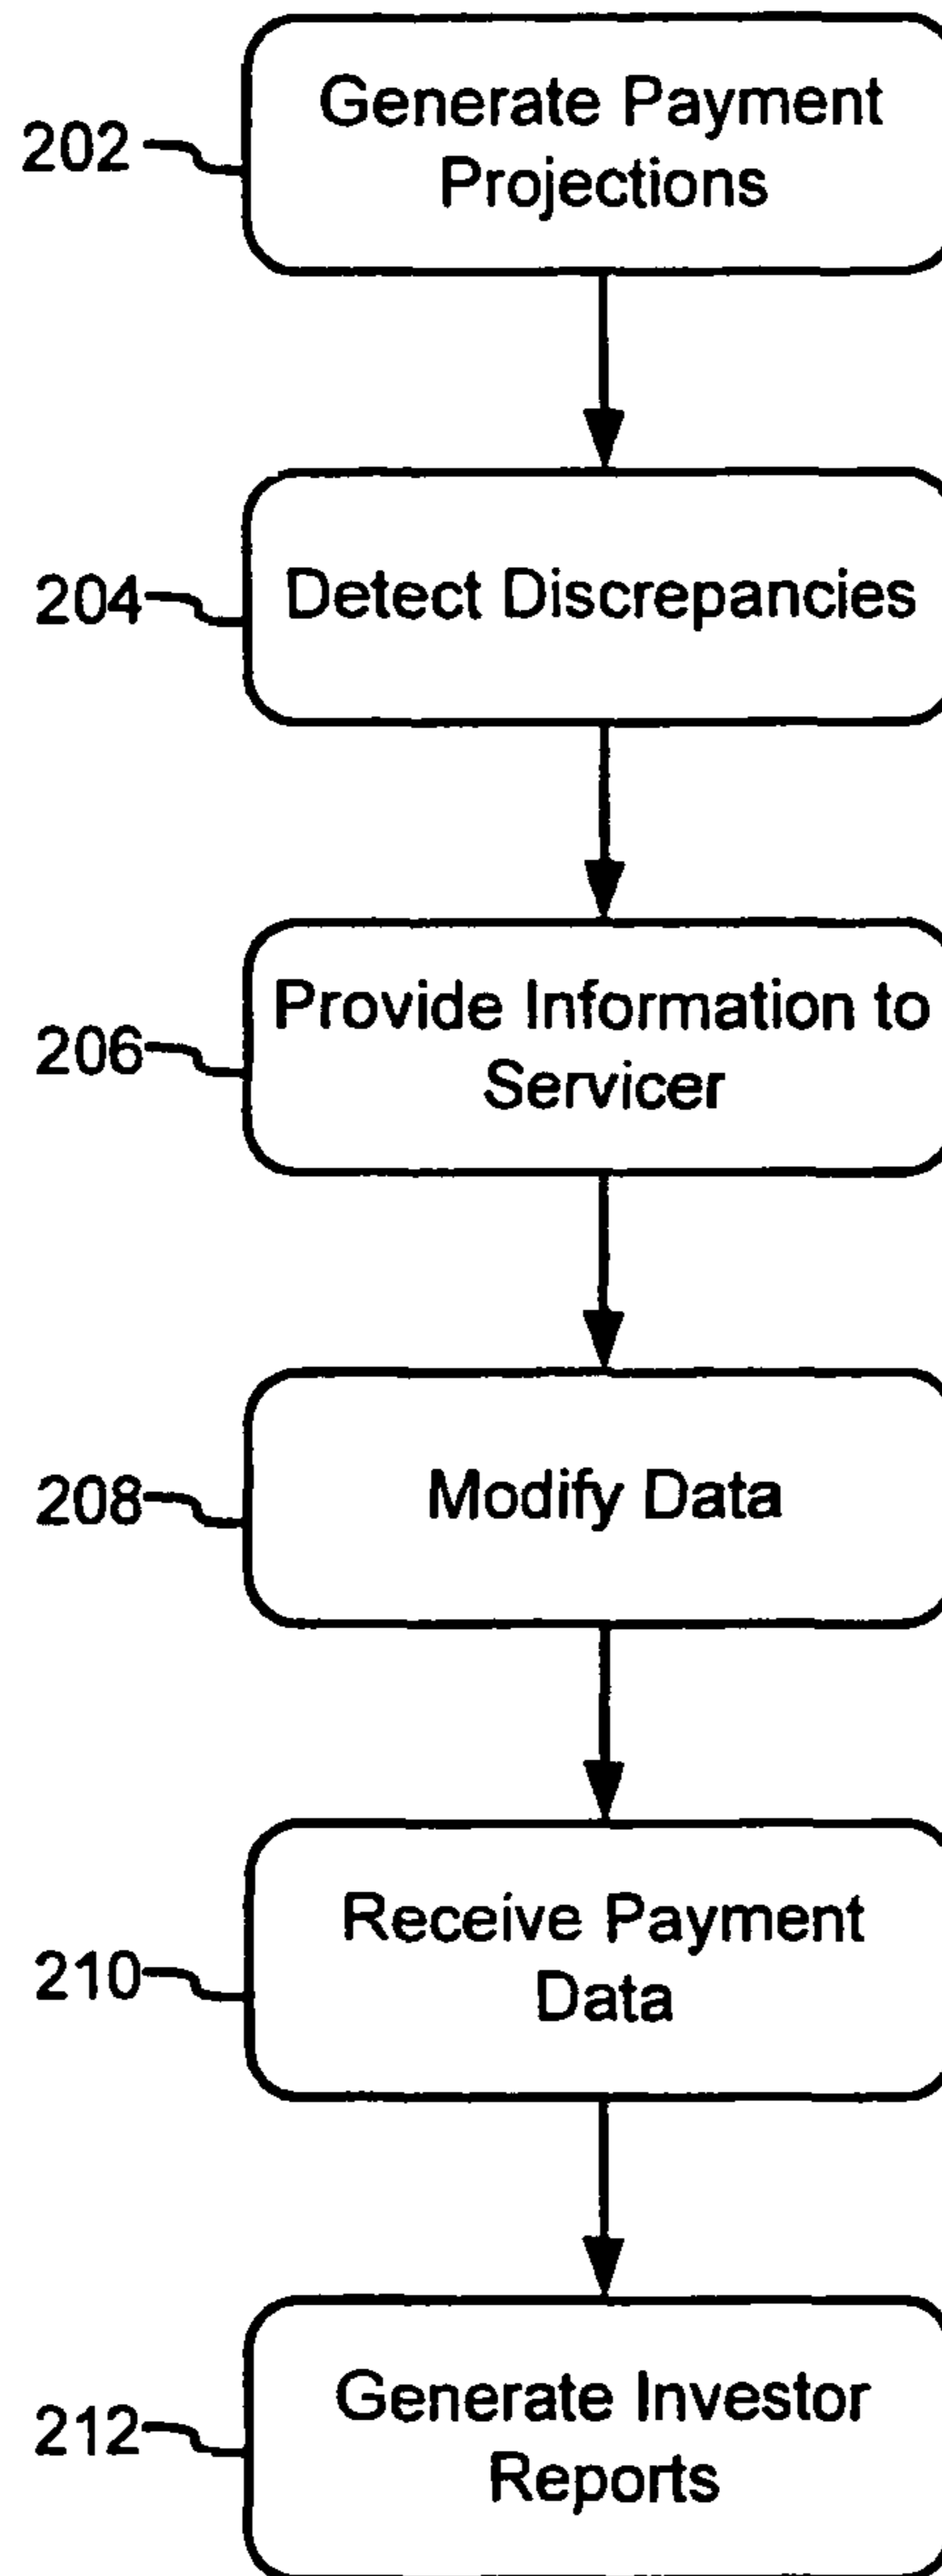 Generate Payment
202
Projections
204
Detect Discrepancies
Provide Information to
206
Servicer
208
Modify Data
Receive Payment
210
Data
Generate Investor
212
Reports